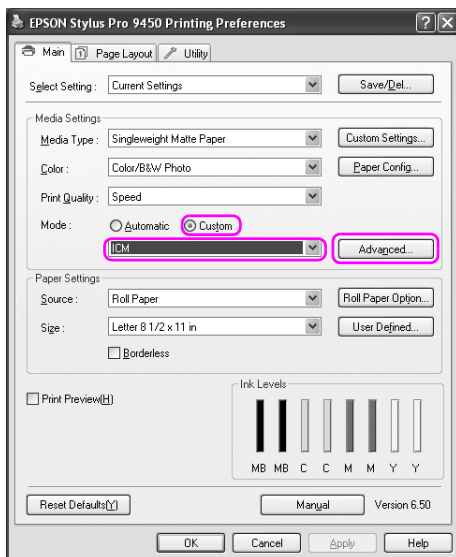 EPSON Stylus Pro 9450 Printing Preferences
Main Page Layout Utility
Select Setting : Current Settings Save/Del...
Media Settings
Media Type : Singleweight Matte Paper Custom Settings...
Color : Color/B&W Photo Paper Config...
Print Quality : Speed
Mode : Automatic Custom
ICM Advanced...
Paper Settings
Source : Roll Paper Roll Paper Option...
Size : Letter 8 1/2 x 11 in User Defined...
Borderless
Print Preview(H)
Ink Levels
MB MB C C M M Y Y
Reset Defaults(Y) Manual Version 6.50
OK Cancel Apply Help